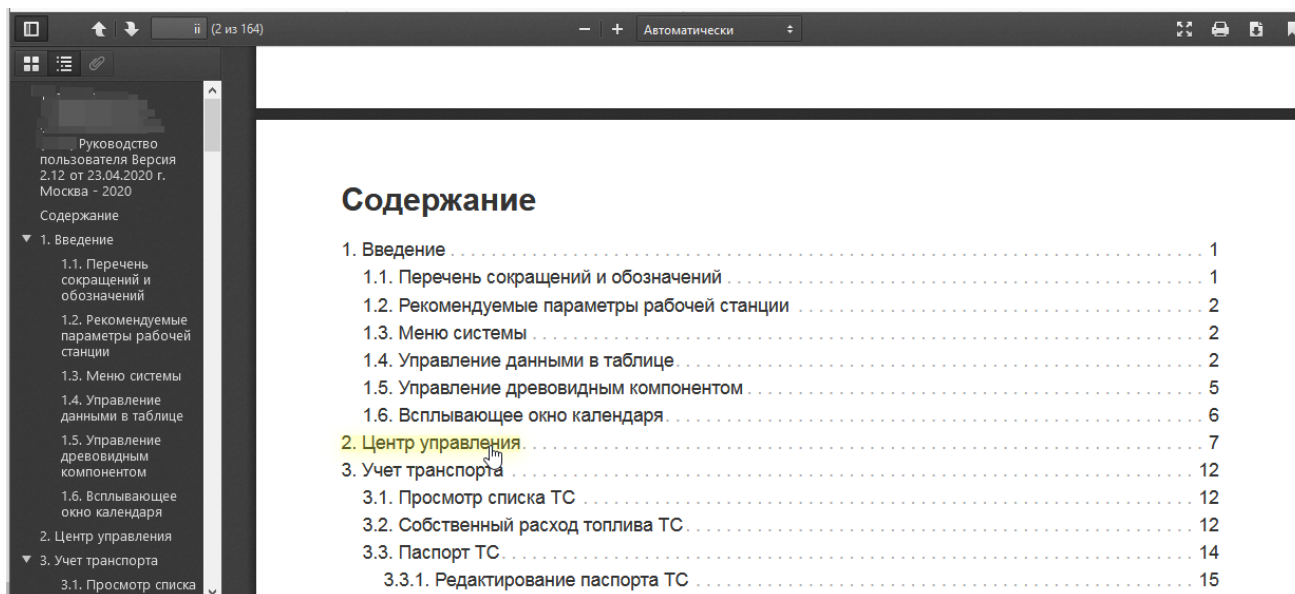 ii (2 из 164)
Автоматически
Руководство
пользователя Версия
2.12 от 23.04.2020 г.
Москва - 2020
Содержание
1. Введение
1.1. Перечень
сокращений и
обозначений
1.2. Рекомендуемые
параметры рабочей
станции
1.3. Меню системы
1.4. Управление
данными в таблице
1.5. Управление
древовидным
компонентом
1.6. Всплывающее
окно календаря
2. Центр управления
3. Учет транспорта
3.1. Просмотр списка
Содержание
1. Введение 1
1.1. Перечень сокращений и обозначений 1
1.2. Рекомендуемые параметры рабочей станции 2
1.3. Меню системы 2
1.4. Управление данными в таблице 2
1.5. Управление древовидным компонентом 5
1.6. Всплывающее окно календаря 6
2. Центр управления 7
3. Учет транспорта 12
3.1. Просмотр списка ТС 12
3.2. Собственный расход топлива ТС 12
3.3. Паспорт ТС 14
3.3.1. Редактирование паспорта ТС 15